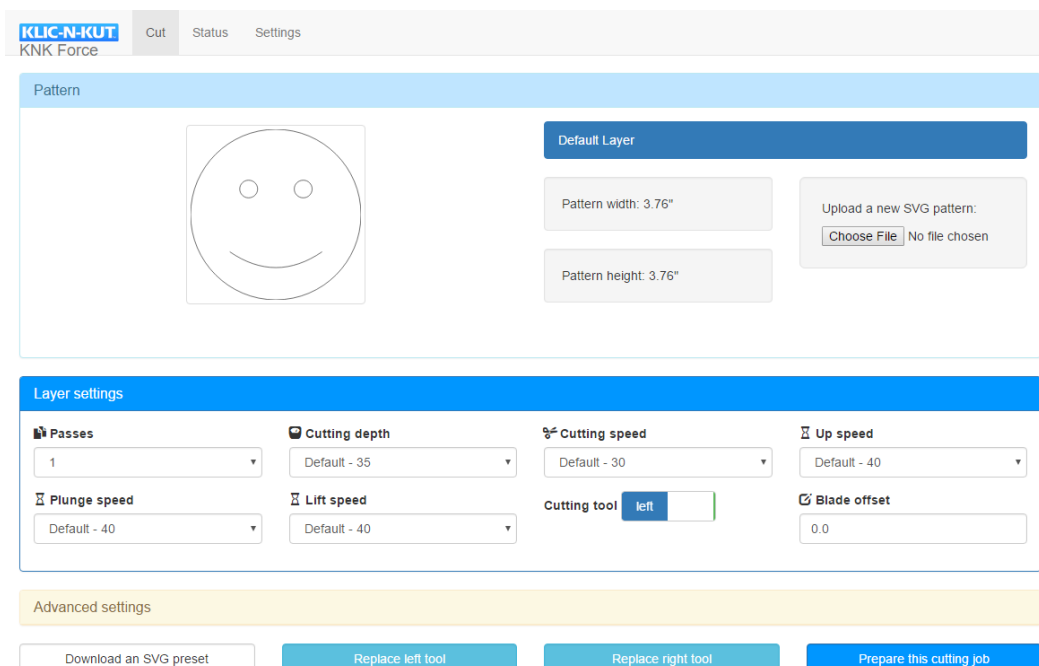 KLIC-N-KUT Cut Status Settings
KNK Force
Pattern
Default Layer
Pattern width: 3.76"
Upload a new SVG pattern:
Choose File No file chosen
Pattern height: 3.76"
Layer settings
Passes Cutting depth Cutting speed Up speed
1 Default - 35 Default - 30 Default - 40
Plunge speed Lift speed Cutting tool left Blade offset
Default - 40 Default - 40 0.0
Advanced settings
Download an SVG preset Replace left tool Replace right tool Prepare this cutting job